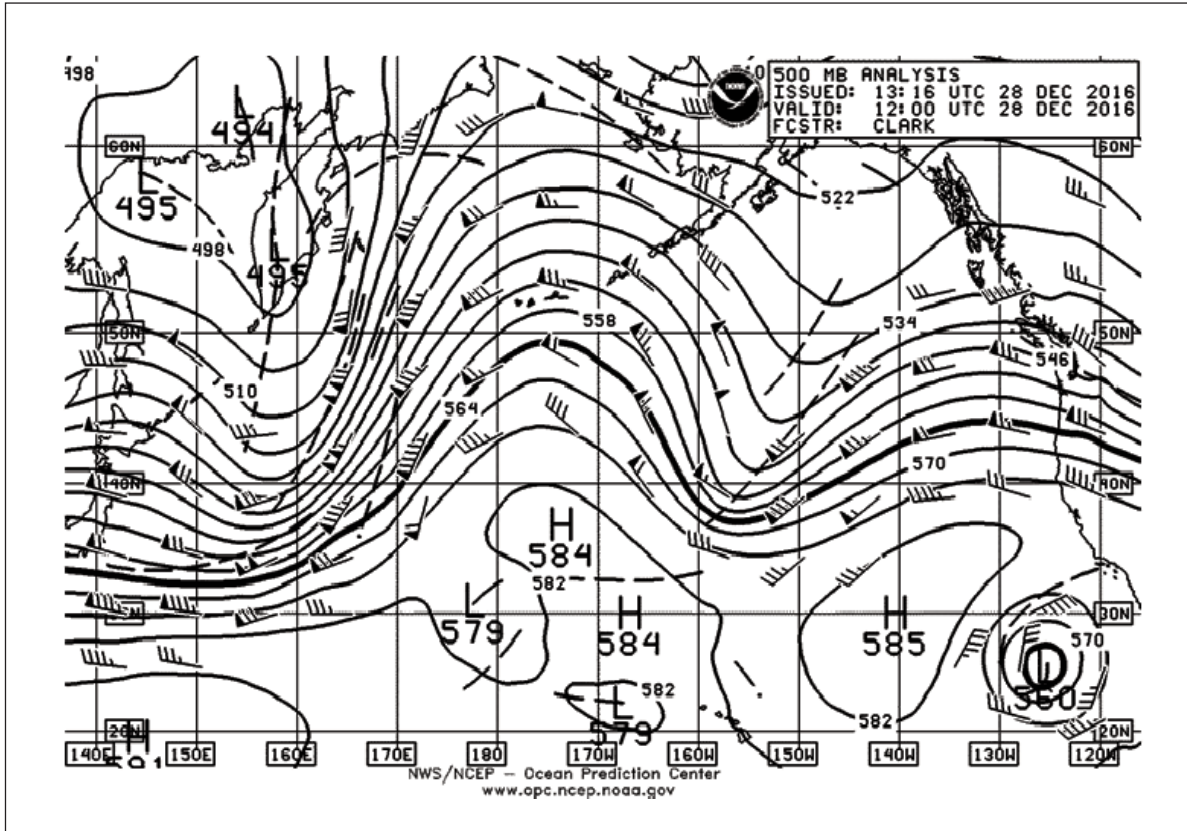 500 MB ANALYSIS
ISSUED: 13:16 UTC 28 DEC 2016
VALID: 12:00 UTC 28 DEC 2016
FCSTR: CLARK
498
L
494
60N
60N
L
495
522
498
L
495
50N
558
534
50N
546
510
564
570
40N
40N
H
584
582
L
579
H
584
H
585
30N
570
L
560
582
L
579
582
20N
H
20N
140E 150E 160E 170E 180 170W 160W 150W 140W 130W 120W
NWS/NCEP – Ocean Prediction Center
www.opc.ncep.noaa.gov